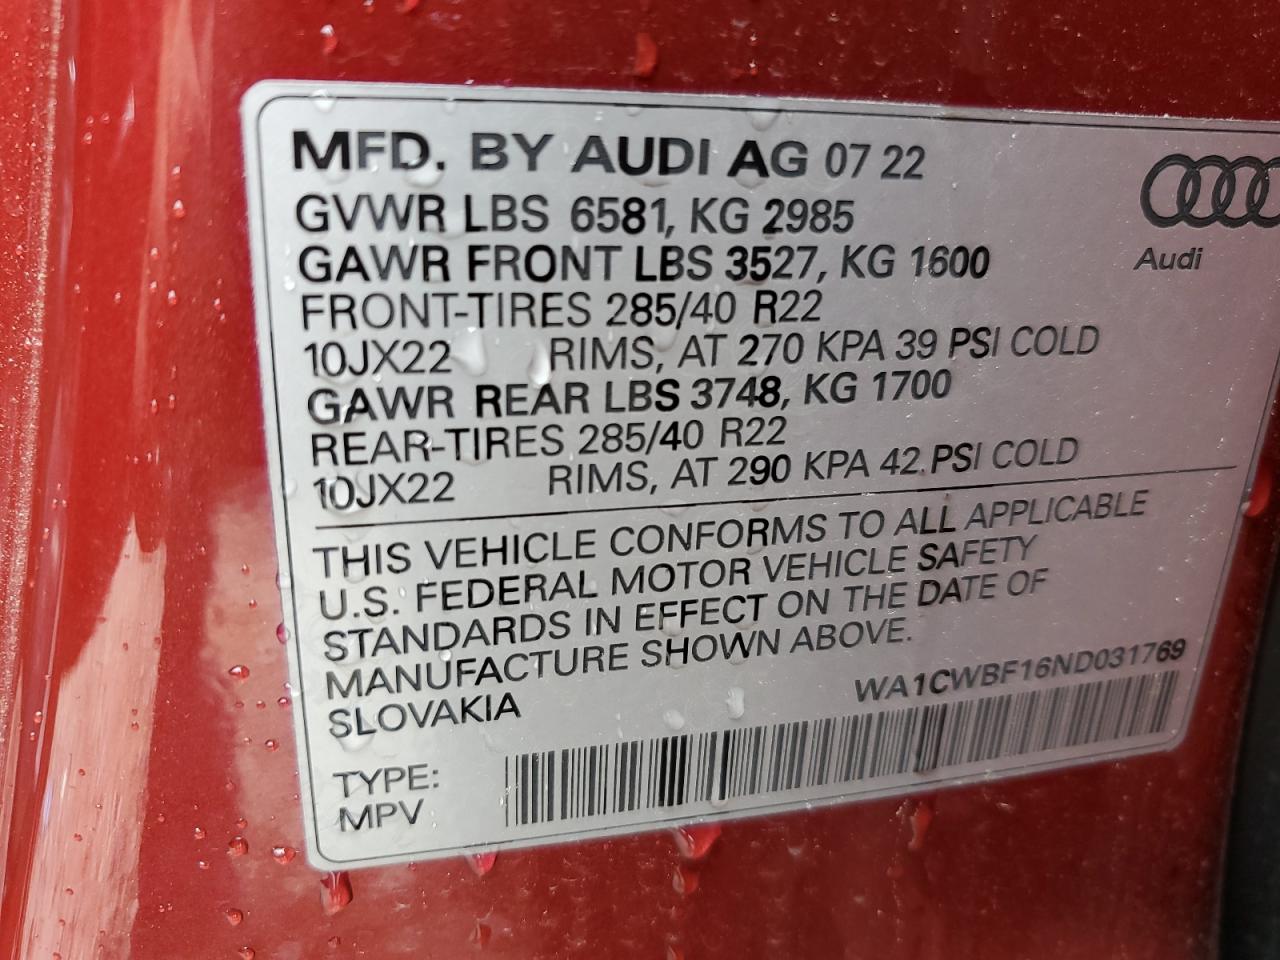 MFD. BY AUDI AG 07 22
GVWR LBS 6581, KG 2985
GAWR FRONT LBS 3527, KG 1600
FRONT-TIRES 285/40 R22
10JX22 RIMS, AT 270 KPA 39 PSI COLD
GAWR REAR LBS 3748, KG 1700
REAR-TIRES 285/40 R22
10JX22 RIMS, AT 290 KPA 42 PSI COLD
Audi
THIS VEHICLE CONFORMS TO ALL APPLICABLE
U.S. FEDERAL MOTOR VEHICLE SAFETY
STANDARDS IN EFFECT ON THE DATE OF
MANUFACTURE SHOWN ABOVE.
SLOVAKIA
WA1CWBF16ND031769
TYPE:
MPV